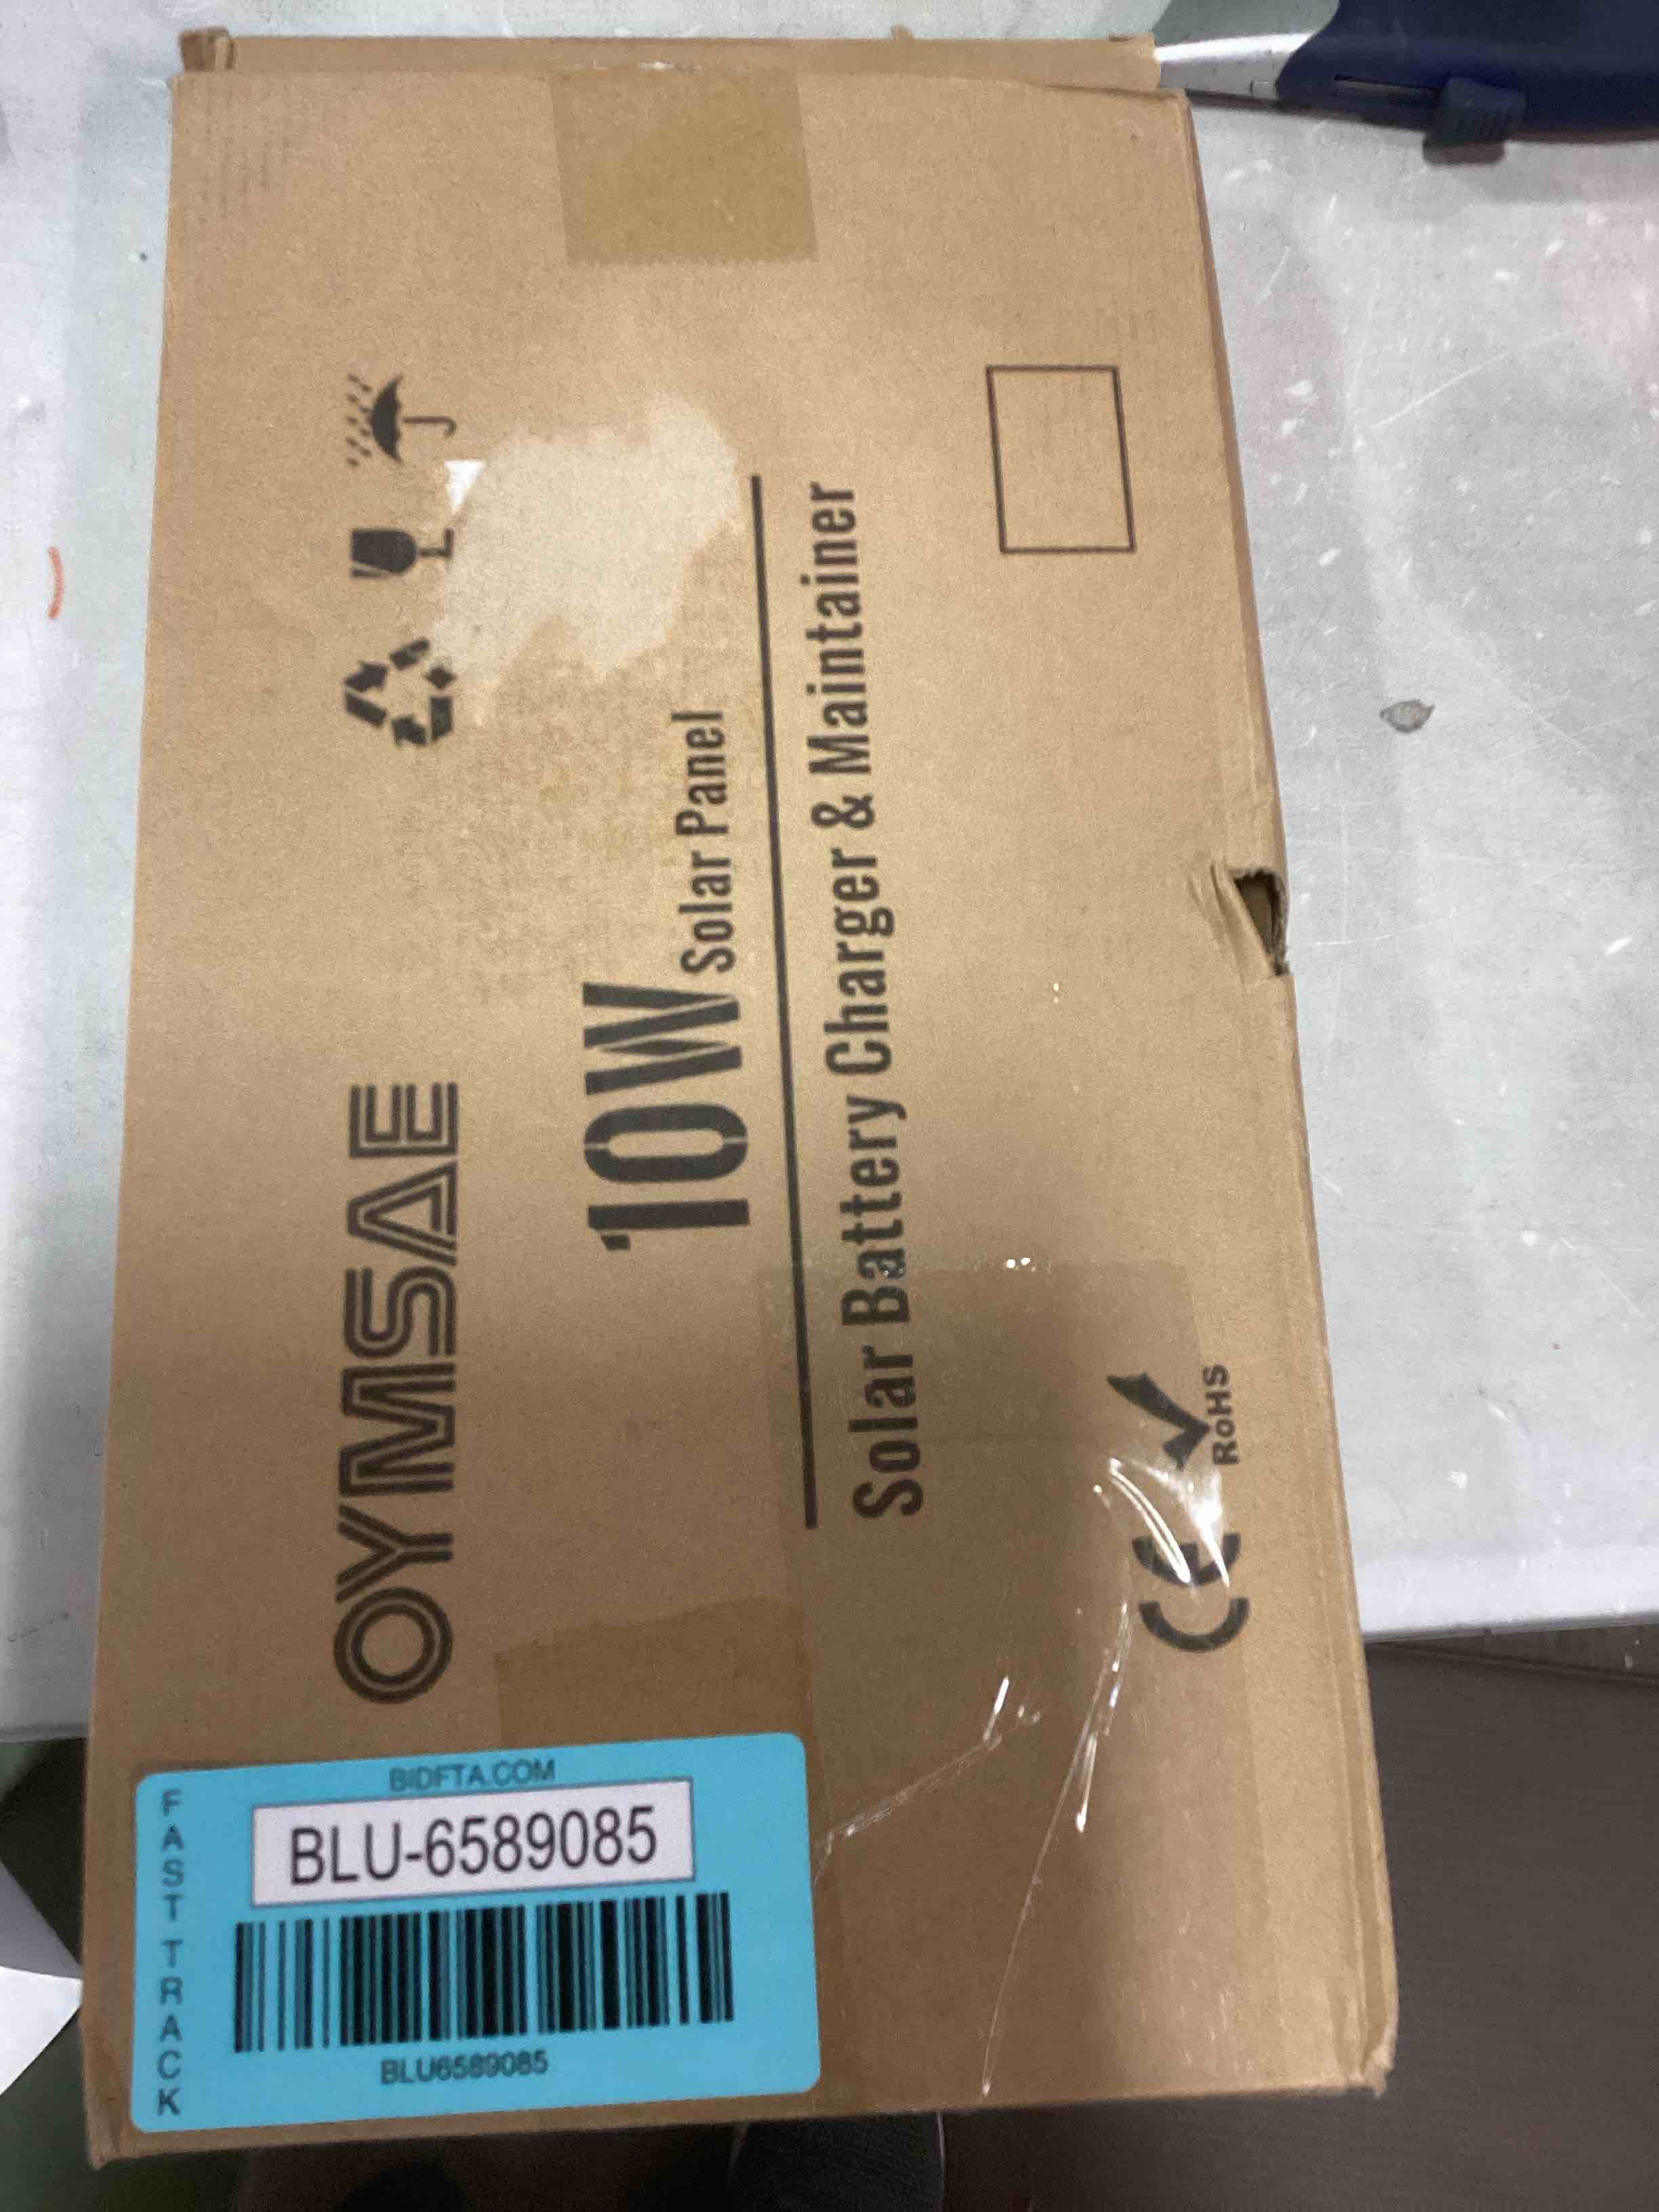 OYMSAE
10W Solar Panel
Solar Battery Charger & Maintainer
CE
RoHS
FAST TRACK
BIDFTA.COM
BLU-6589085
BLU6589085